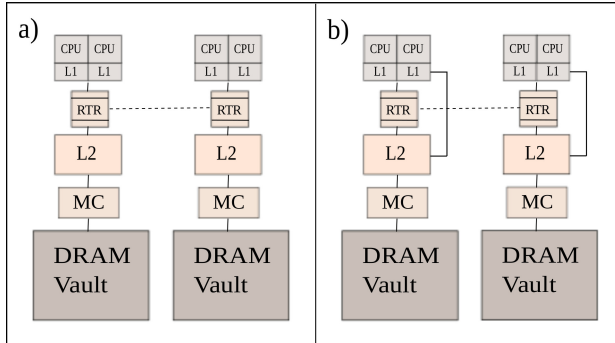 a)
CPU CPU CPU CPU
L1 L1 L1 L1
RTR RTR
L2 L2
MC MC
DRAM DRAM
Vault Vault
b)
CPU CPU CPU CPU
L1 L1 L1 L1
RTR RTR
L2 L2
MC MC
DRAM DRAM
Vault Vault